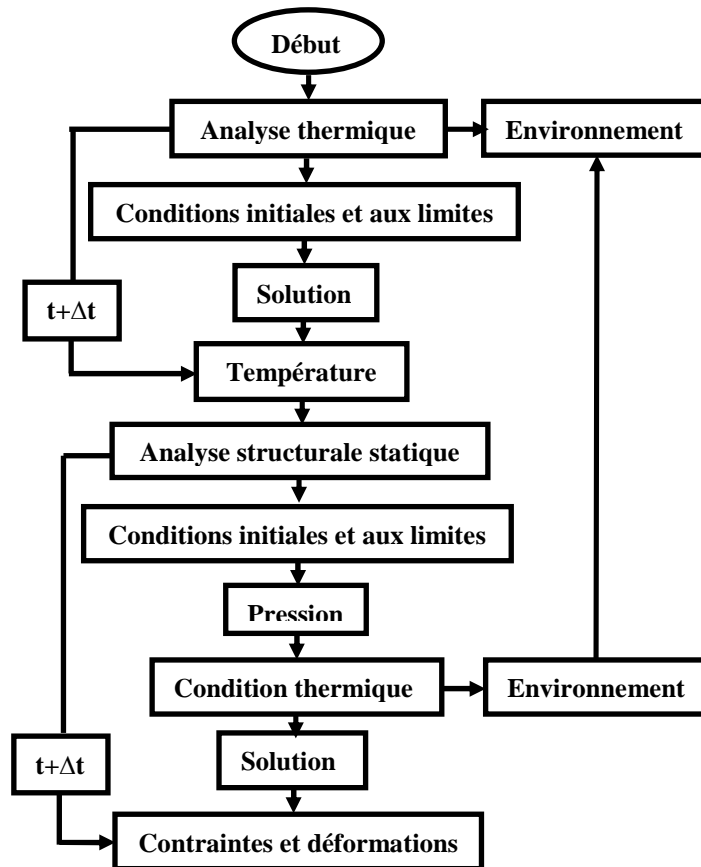 Début
Analyse thermique
Environnement
Conditions initiales et aux limites
Solution
t+Δt
Température
Analyse structurale statique
Conditions initiales et aux limites
Pression
Condition thermique
Environnement
Solution
t+Δt
Contraintes et déformations